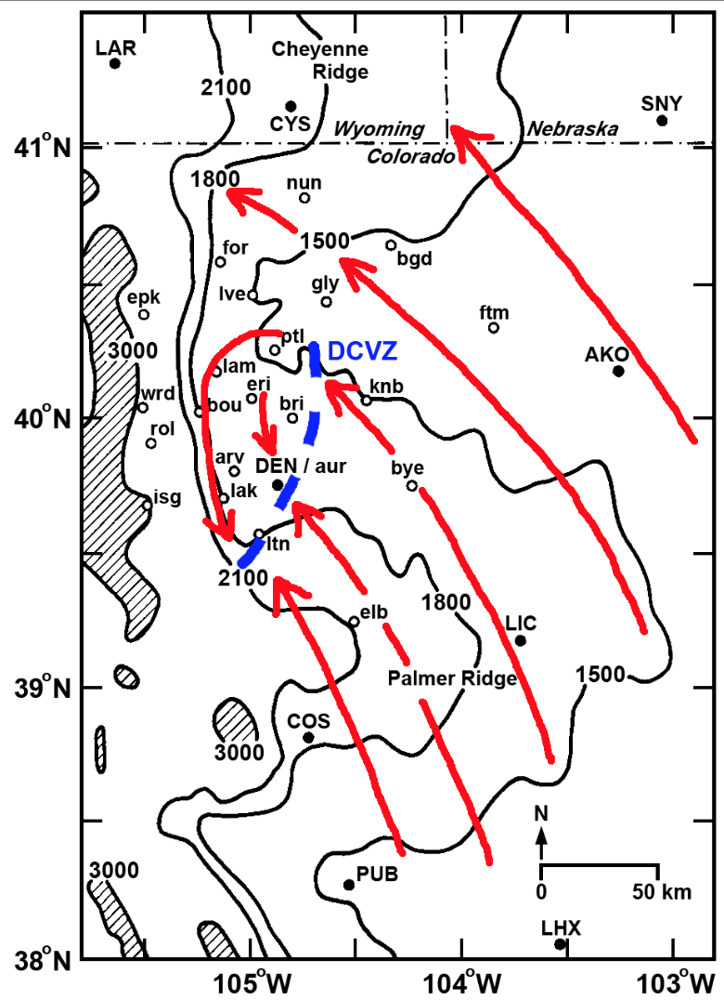 LAR
Cheyenne
Ridge
2100
SNY
CYS
Wyoming
Nebraska
41°N
Colorado
1800
nun
1500
for
bgd
lve
gly
epk
ftm
ptl
3000
DCVZ
AKO
lam
wrd
eri
knb
bou
bri
40°N
rol
arv
DEN / aur
bye
lak
isg
ltn
2100
1800
elb
LIC
39°N
Palmer Ridge
1500
COS
3000
N
3000
PUB
0 50 km
LHX
38°N
105°W 104°W 103°W